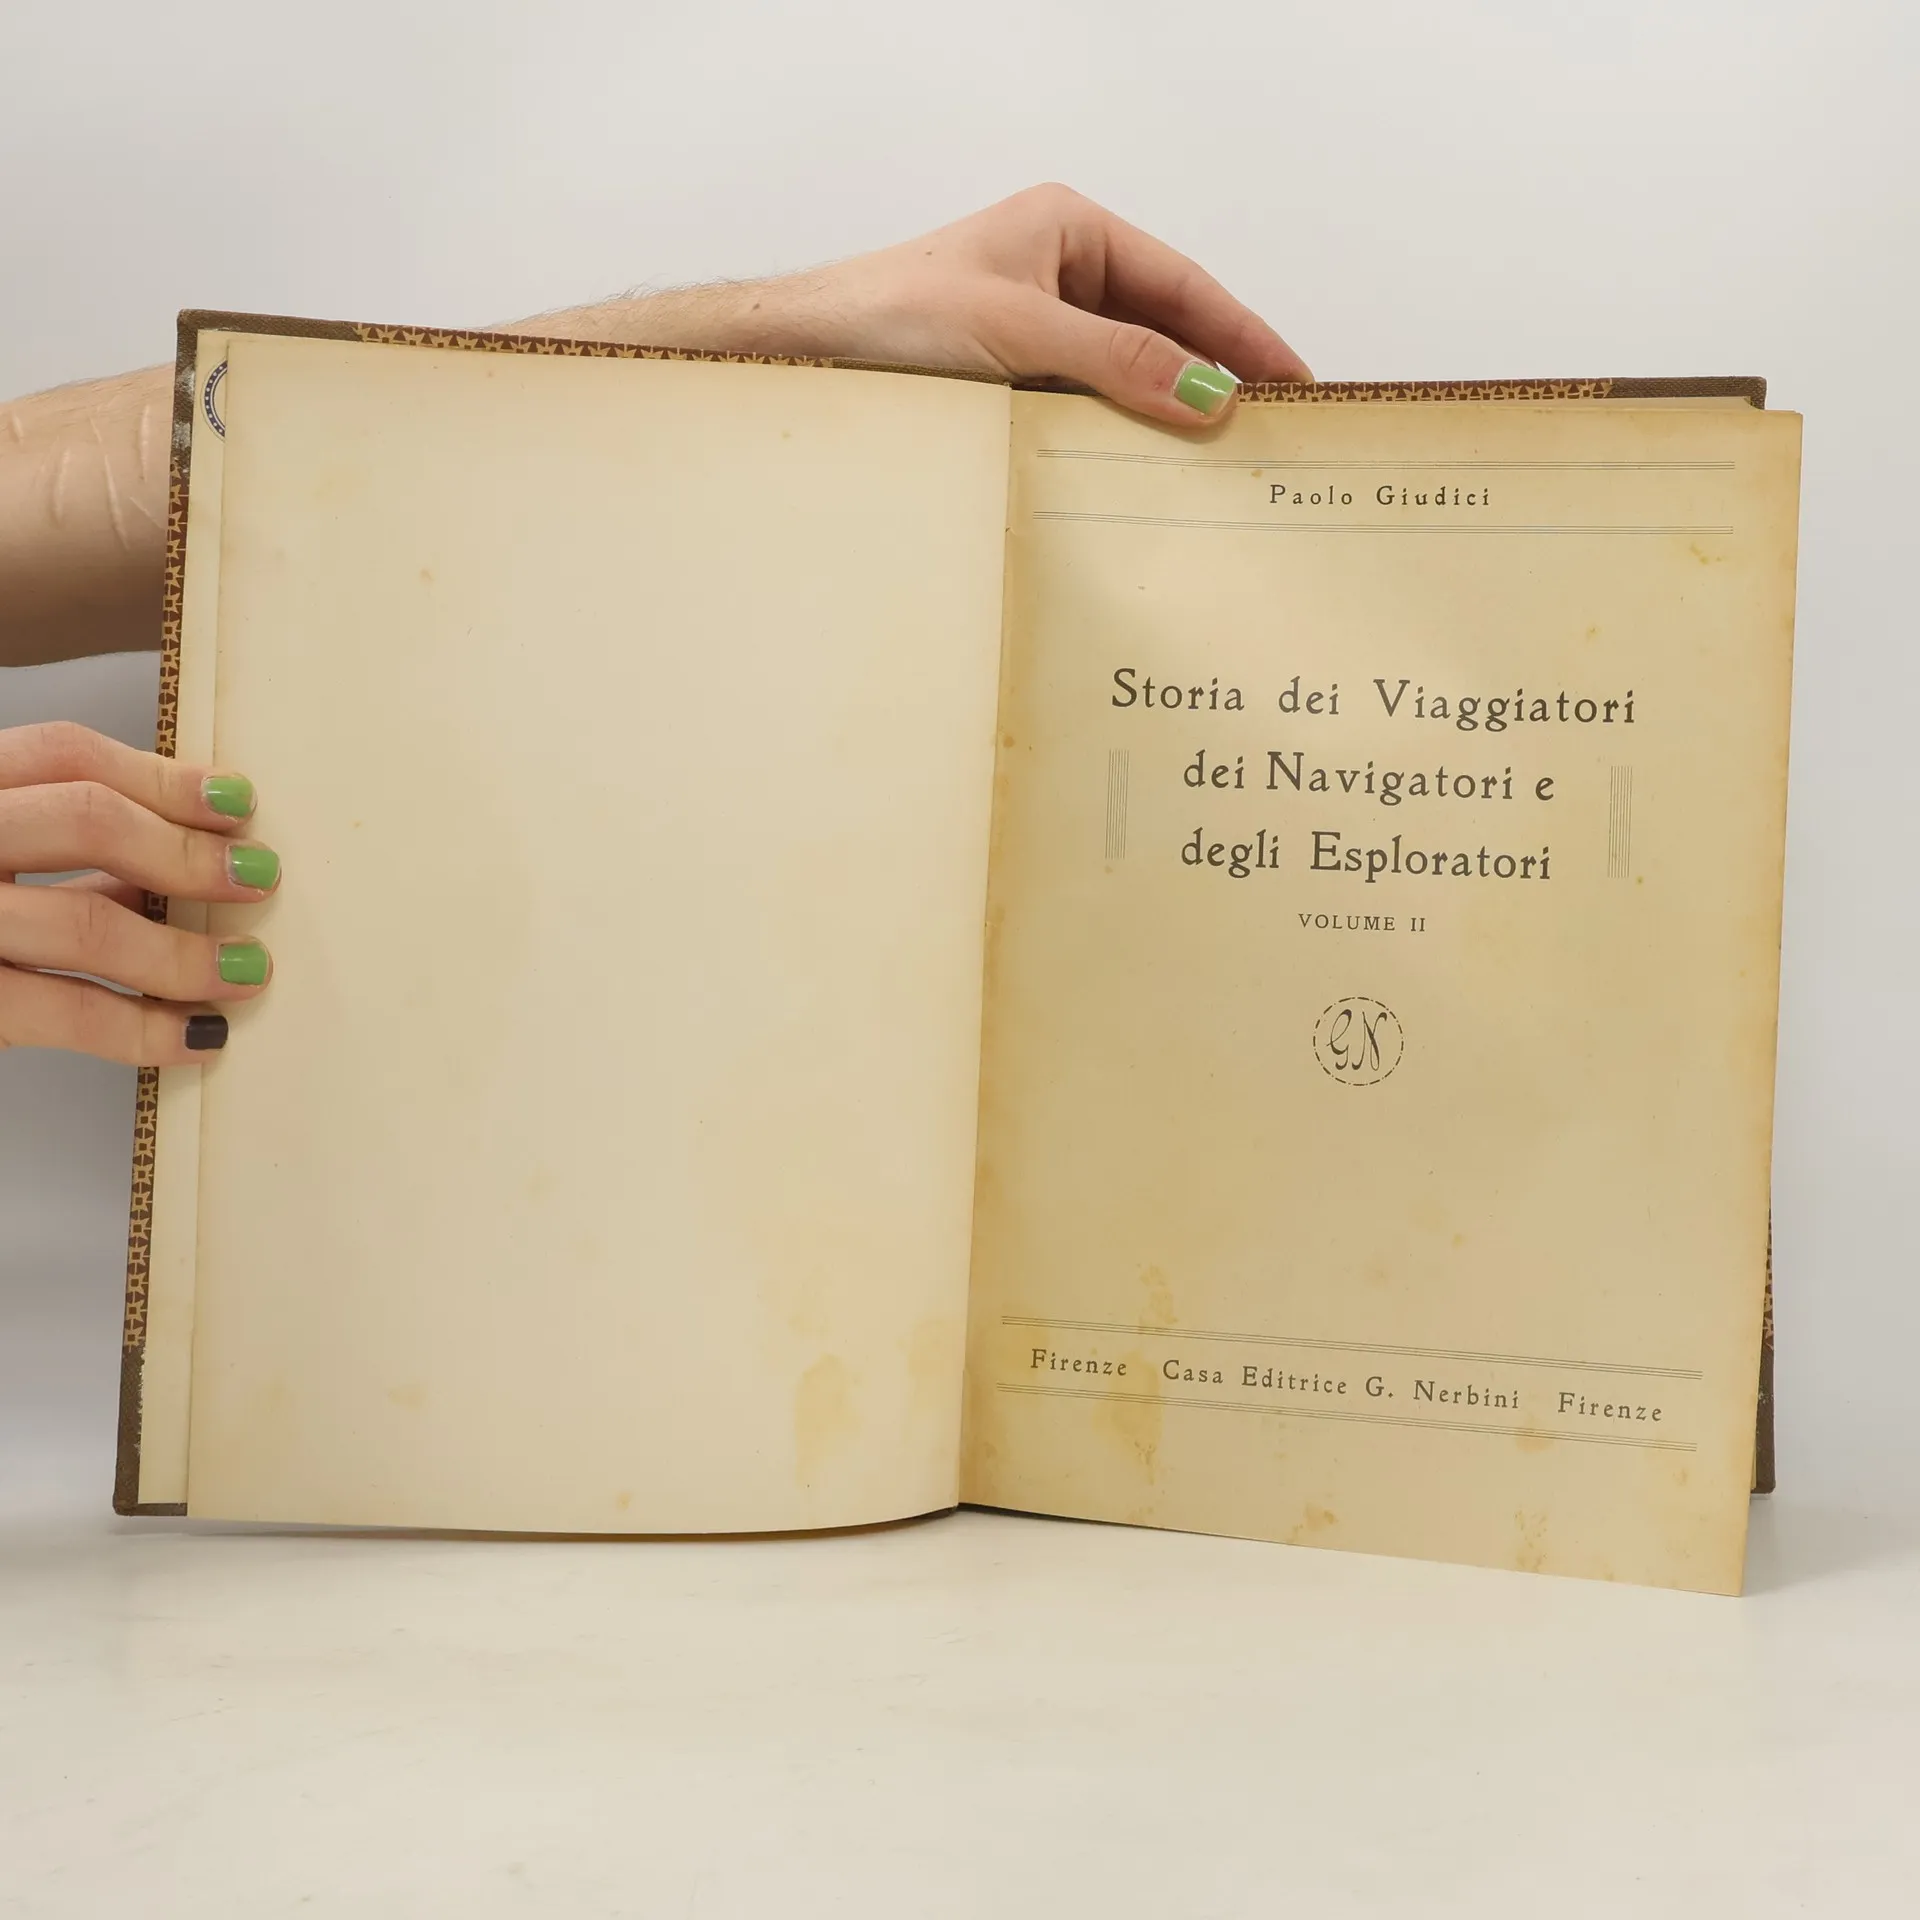 Paolo Giudici
Storia dei Viaggiatori
dei Navigatori e
degli Esploratori
VOLUME II
GN
Firenze Casa Editrice G. Nerbini Firenze